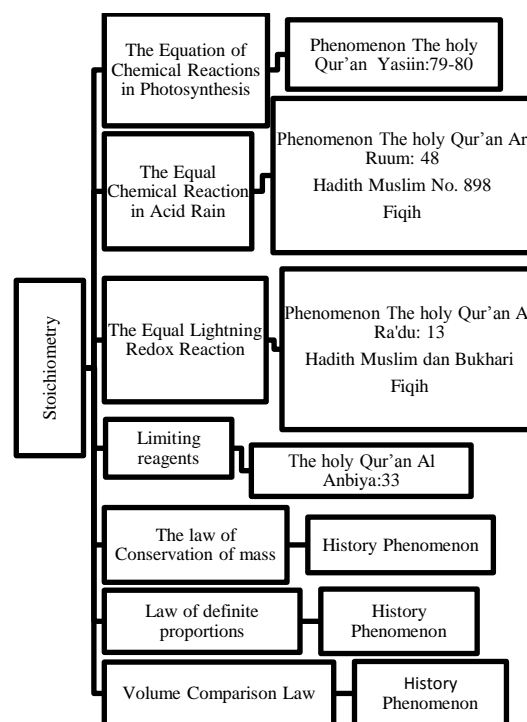 Stoichiometry
The Equation of
Chemical Reactions
in Photosynthesis
Phenomenon The holy
Qur'an Yasiin:79-80
The Equal
Chemical Reaction
in Acid Rain
Phenomenon The holy Qur'an Ar
Ruum: 48
Hadith Muslim No. 898
Fiqih
The Equal Lightning
Redox Reaction
Phenomenon The holy Qur'an A
Ra'du: 13
Hadith Muslim dan Bukhari
Fiqih
Limiting
reagents
The holy Qur'an Al
Anbiya:33
The law of
Conservation of mass
History Phenomenon
Law of definite
proportions
History
Phenomenon
Volume Comparison Law
History
Phenomenon